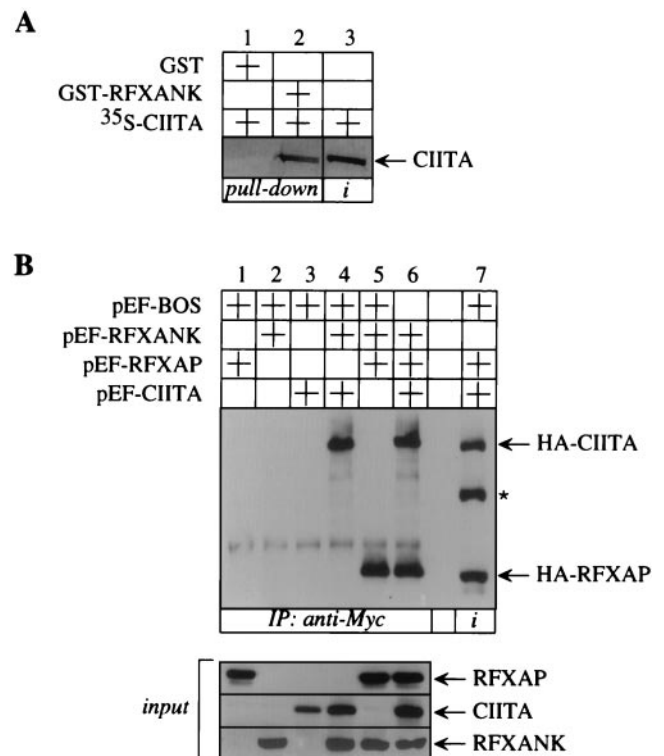 A
1 2 3
GST +
GST-RFXANK +
35S-CIITA + + +
← CIITA
pull-down i
B
1 2 3 4 5 6 7
pEF-BOS + + + + + +
pEF-RFXANK + + + +
pEF-RFXAP + + + +
pEF-CIITA + + + +
← HA-CIITA
*
← HA-RFXAP
IP: anti-Myc i
input
← RFXAP
← CIITA
← RFXANK